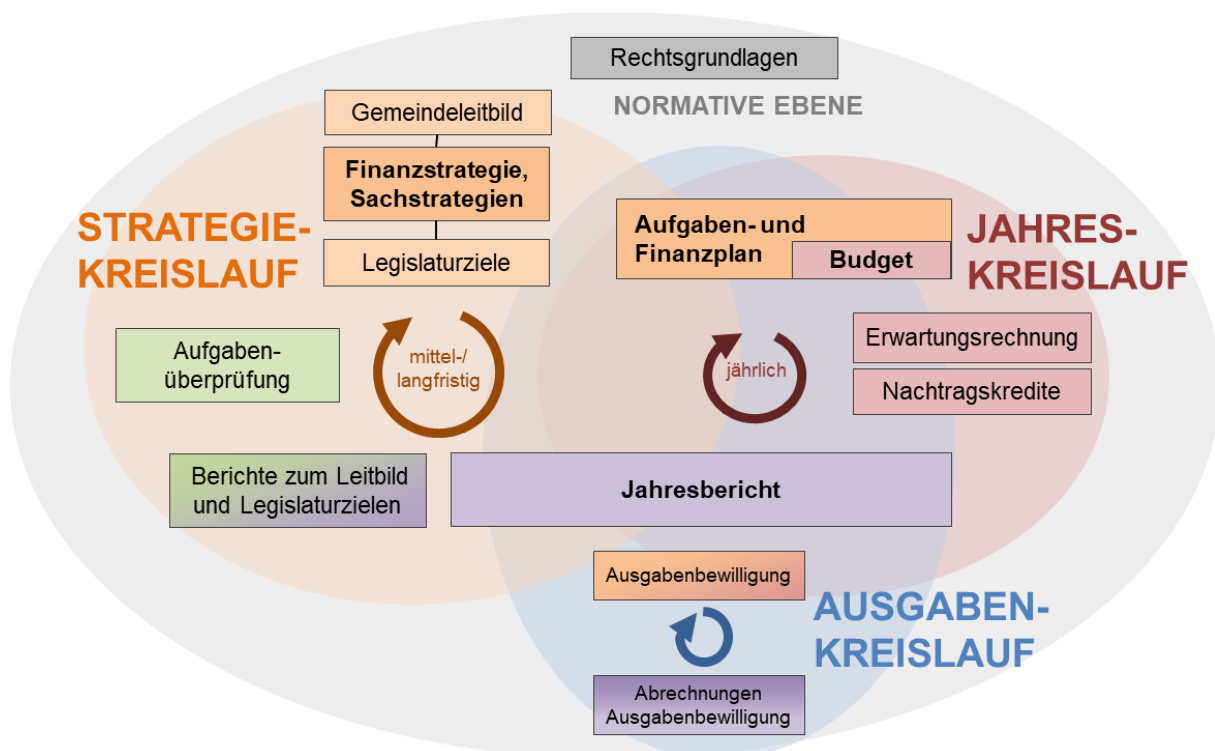 Rechtsgrundlagen
NORMATIVE EBENE
Gemeindeleitbild
Finanzstrategie,
Sachstrategien
Legislaturziele
STRATEGIE-
KREISLAUF
Aufgaben- und
Finanzplan
Budget
JAHRES-
KREISLAUF
Aufgaben-
überprüfung
mittel-/
langfristig
jährlich
Erwartungsrechnung
Nachtragskredite
Berichte zum Leitbild
und Legislaturzielen
Jahresbericht
Ausgabenbewilligung
AUSGABEN-
KREISLAUF
Abrechnungen
Ausgabenbewilligung